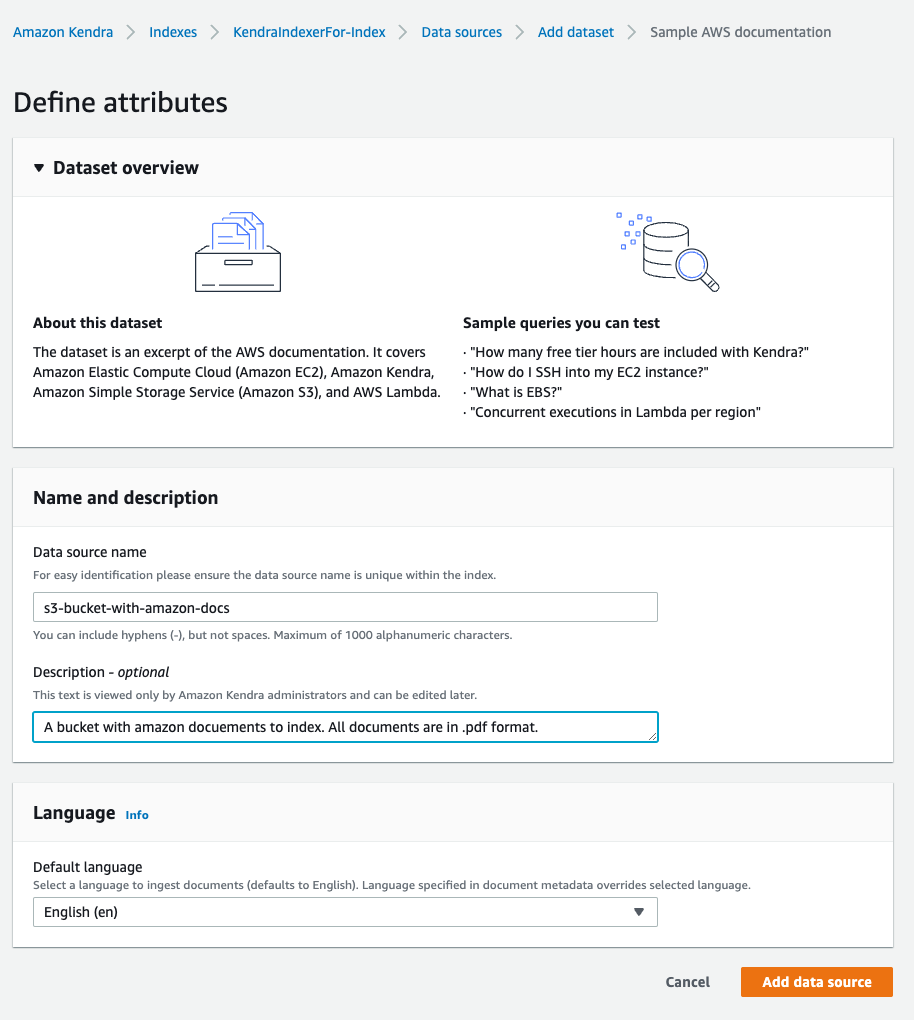 Amazon Kendra > Indexes > KendraIndexerFor-Index > Data sources > Add dataset > Sample AWS documentation
Define attributes
Dataset overview
About this dataset
The dataset is an excerpt of the AWS documentation. It covers
Amazon Elastic Compute Cloud (Amazon EC2), Amazon Kendra,
Amazon Simple Storage Service (Amazon S3), and AWS Lambda.
Sample queries you can test
· "How many free tier hours are included with Kendra?"
· "How do I SSH into my EC2 instance?"
· "What is EBS?"
· "Concurrent executions in Lambda per region"
Name and description
Data source name
For easy identification please ensure the data source name is unique within the index.
s3-bucket-with-amazon-docs
You can include hyphens (-), but not spaces. Maximum of 1000 alphanumeric characters.
Description - optional
This text is viewed only by Amazon Kendra administrators and can be edited later.
A bucket with amazon docuements to index. All documents are in .pdf format.
Language Info
Default language
Select a language to ingest documents (defaults to English). Language specified in document metadata overrides selected language.
English (en)
Cancel
Add data source